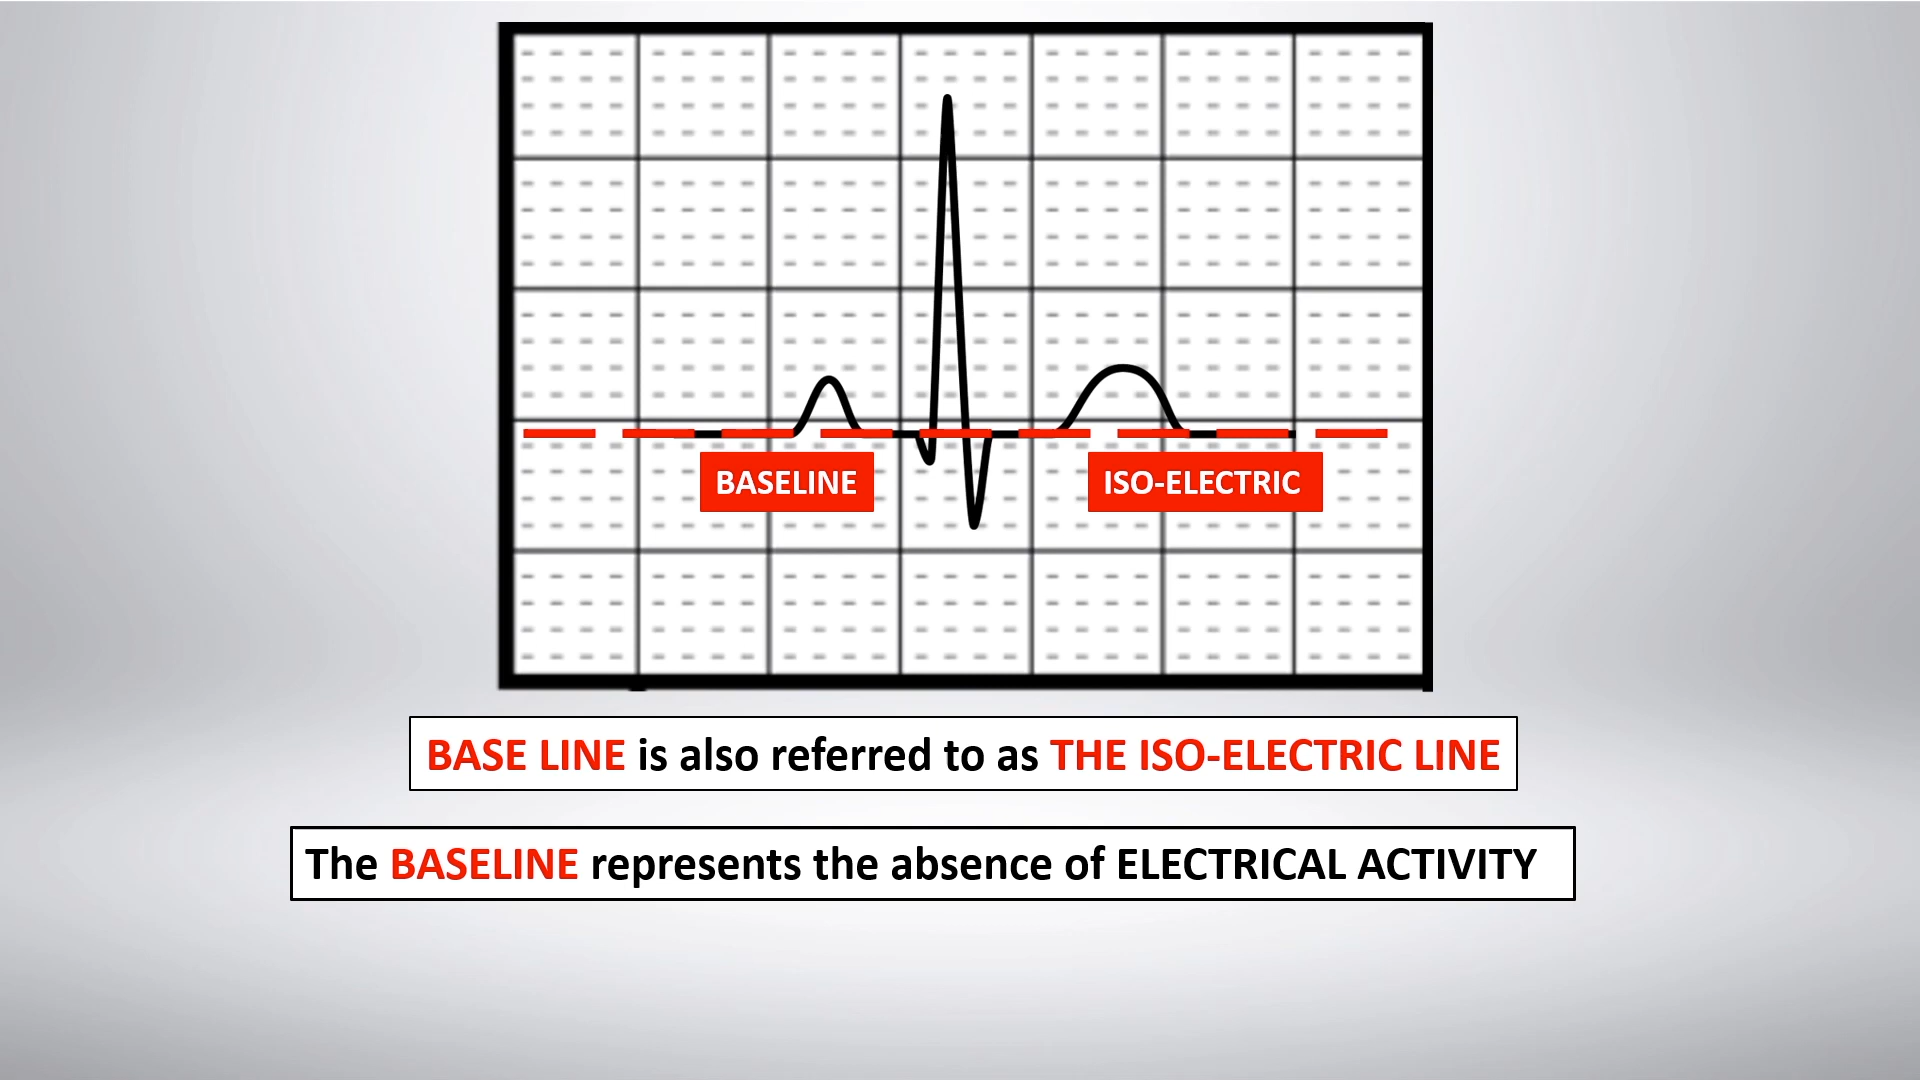 BASELINE
ISO-ELECTRIC
BASE LINE is also referred to as THE ISO-ELECTRIC LINE
The BASELINE represents the absence of ELECTRICAL ACTIVITY